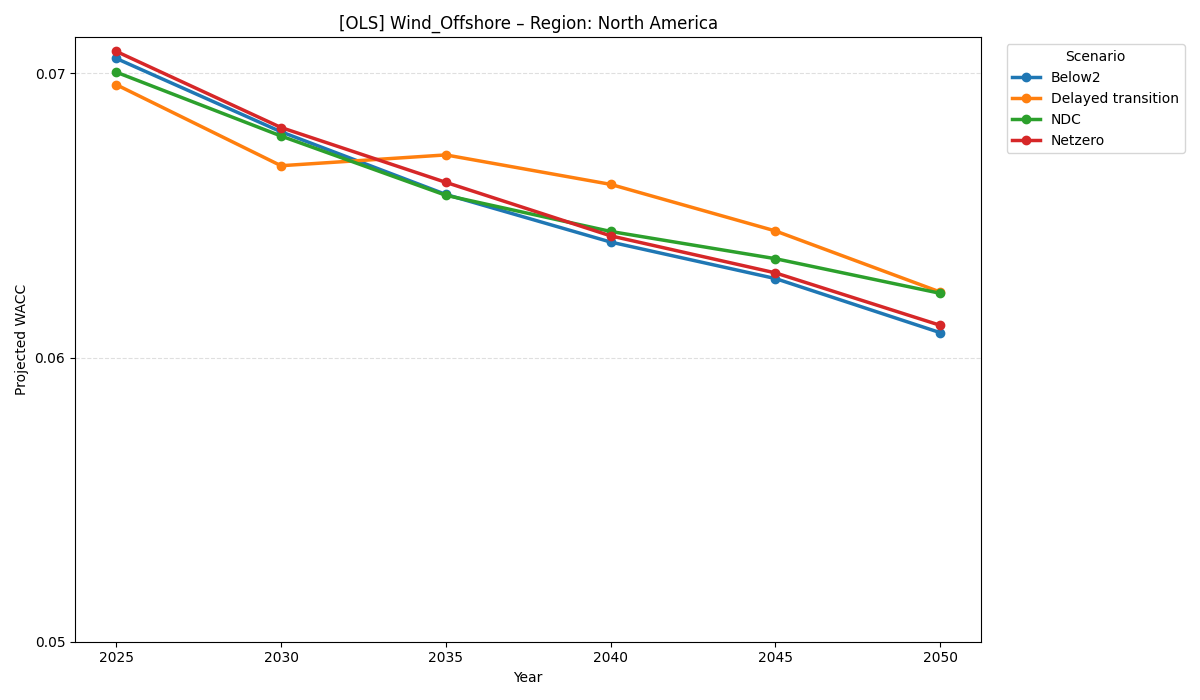 [OLS] Wind_Offshore – Region: North America
Projected WACC
0.07
0.06
0.05
2025 2030 2035 2040 2045 2050
Year
Scenario
Below2
Delayed transition
NDC
Netzero